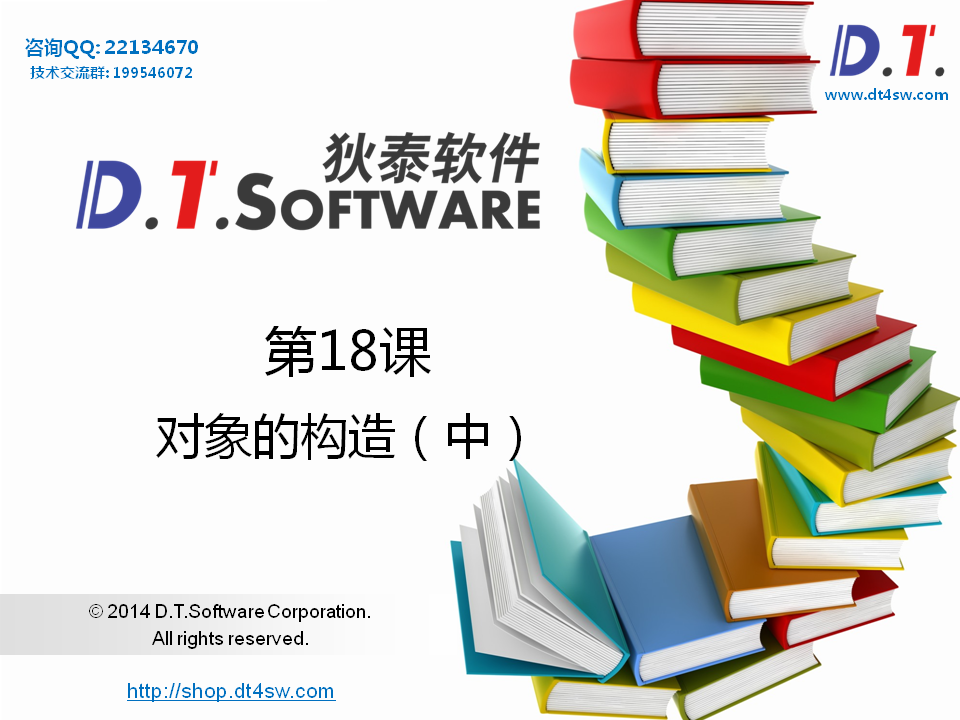 咨询QQ: 22134670
技术交流群: 199546072
D.T.
www.dt4sw.com
狄泰软件
D.T.SOFTWARE
第18课
对象的构造（中）
© 2014 D.T.Software Corporation.
All rights reserved.
http://shop.dt4sw.com